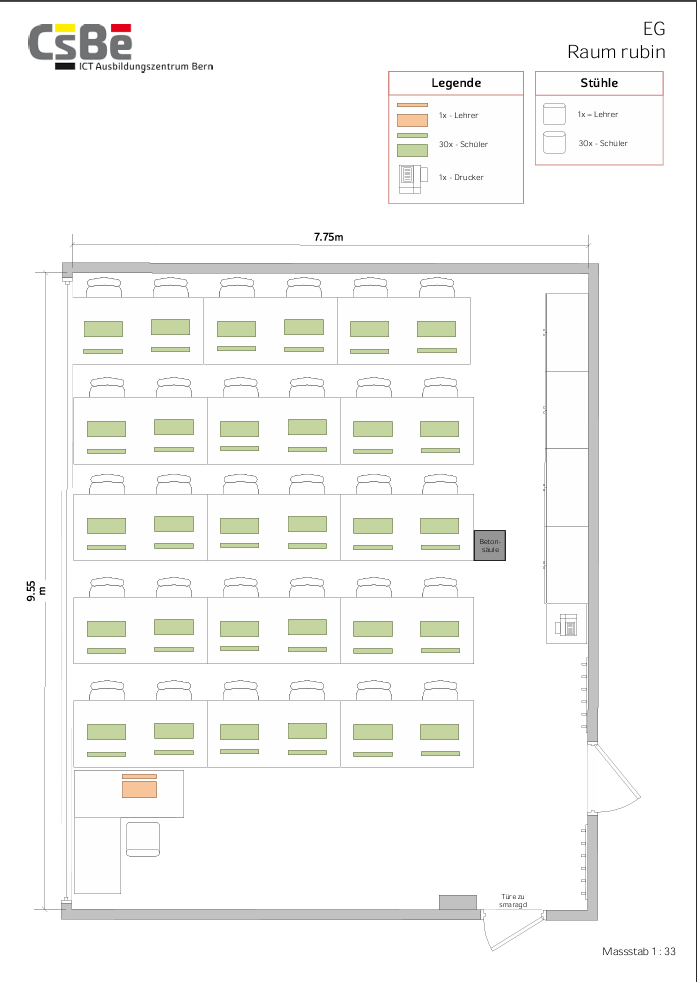 CsBe
ICT Ausbildungszentrum Bern
EG
Raum rubin
Legende
1x - Lehrer
30x - Schüler
1x - Drucker
Stühle
1x – Lehrer
30x - Schüler
7.75m
9.55
m
Beton-
säule
Türe zu
smaragd
Massstab 1 : 33